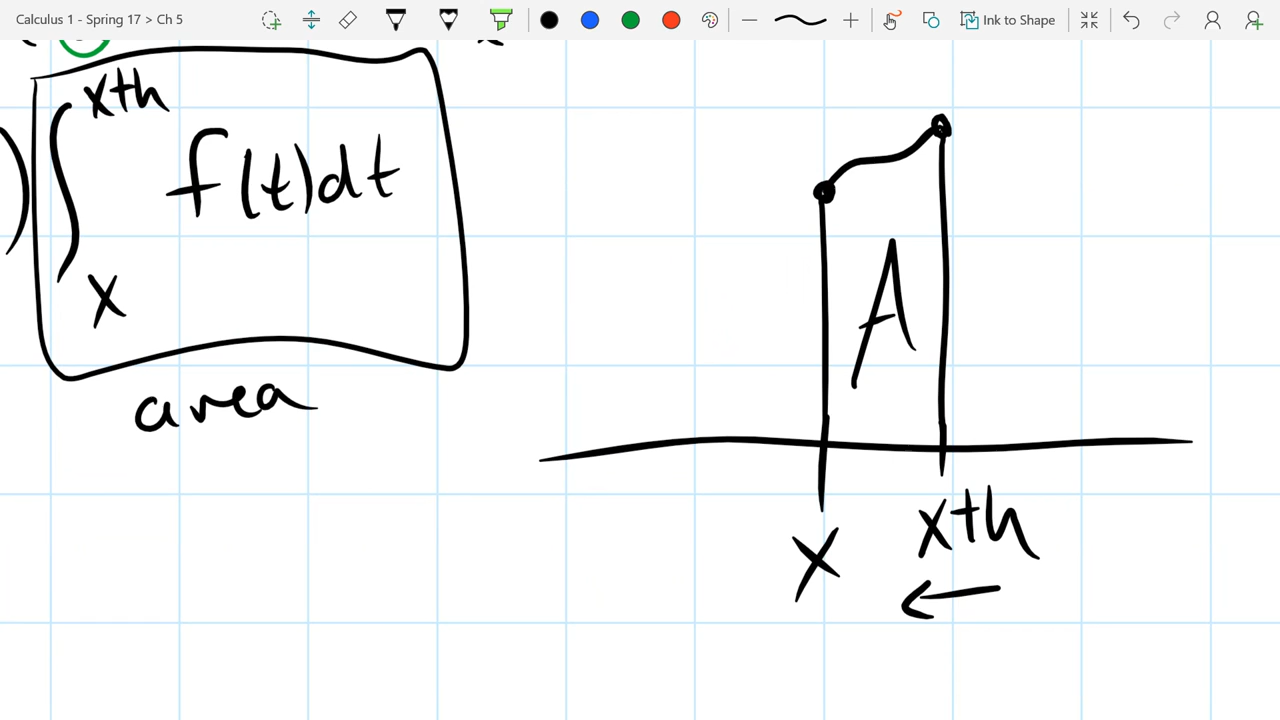 Calculus 1 - Spring 17 > Ch 5
Ink to Shape
x+h
∫ f(t)dt
x
area
A
x
x+h